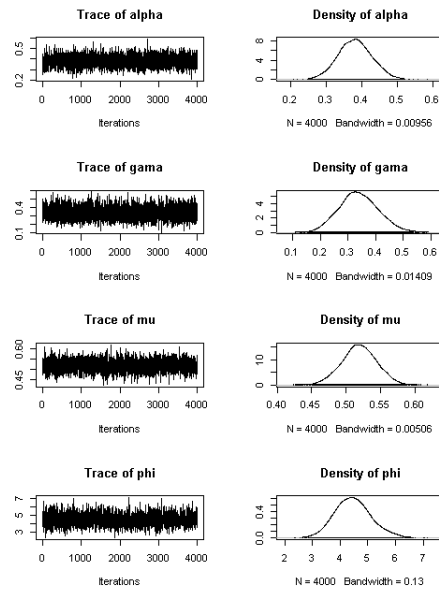 Trace of alpha
0.5
0.2
0 1000 2000 3000 4000
Iterations
Density of alpha
8
4
0
0.2 0.3 0.4 0.5 0.6
N = 4000 Bandwidth = 0.00956
Trace of gama
0.4
0.1
0 1000 2000 3000 4000
Iterations
Density of gama
4
2
0
0.1 0.2 0.3 0.4 0.5 0.6
N = 4000 Bandwidth = 0.01409
Trace of mu
0.60
0.45
0 1000 2000 3000 4000
Iterations
Density of mu
10
0
0.40 0.45 0.50 0.55 0.60
N = 4000 Bandwidth = 0.00506
Trace of phi
7
5
3
0 1000 2000 3000 4000
Iterations
Density of phi
0.4
0.0
2 3 4 5 6 7
N = 4000 Bandwidth = 0.13